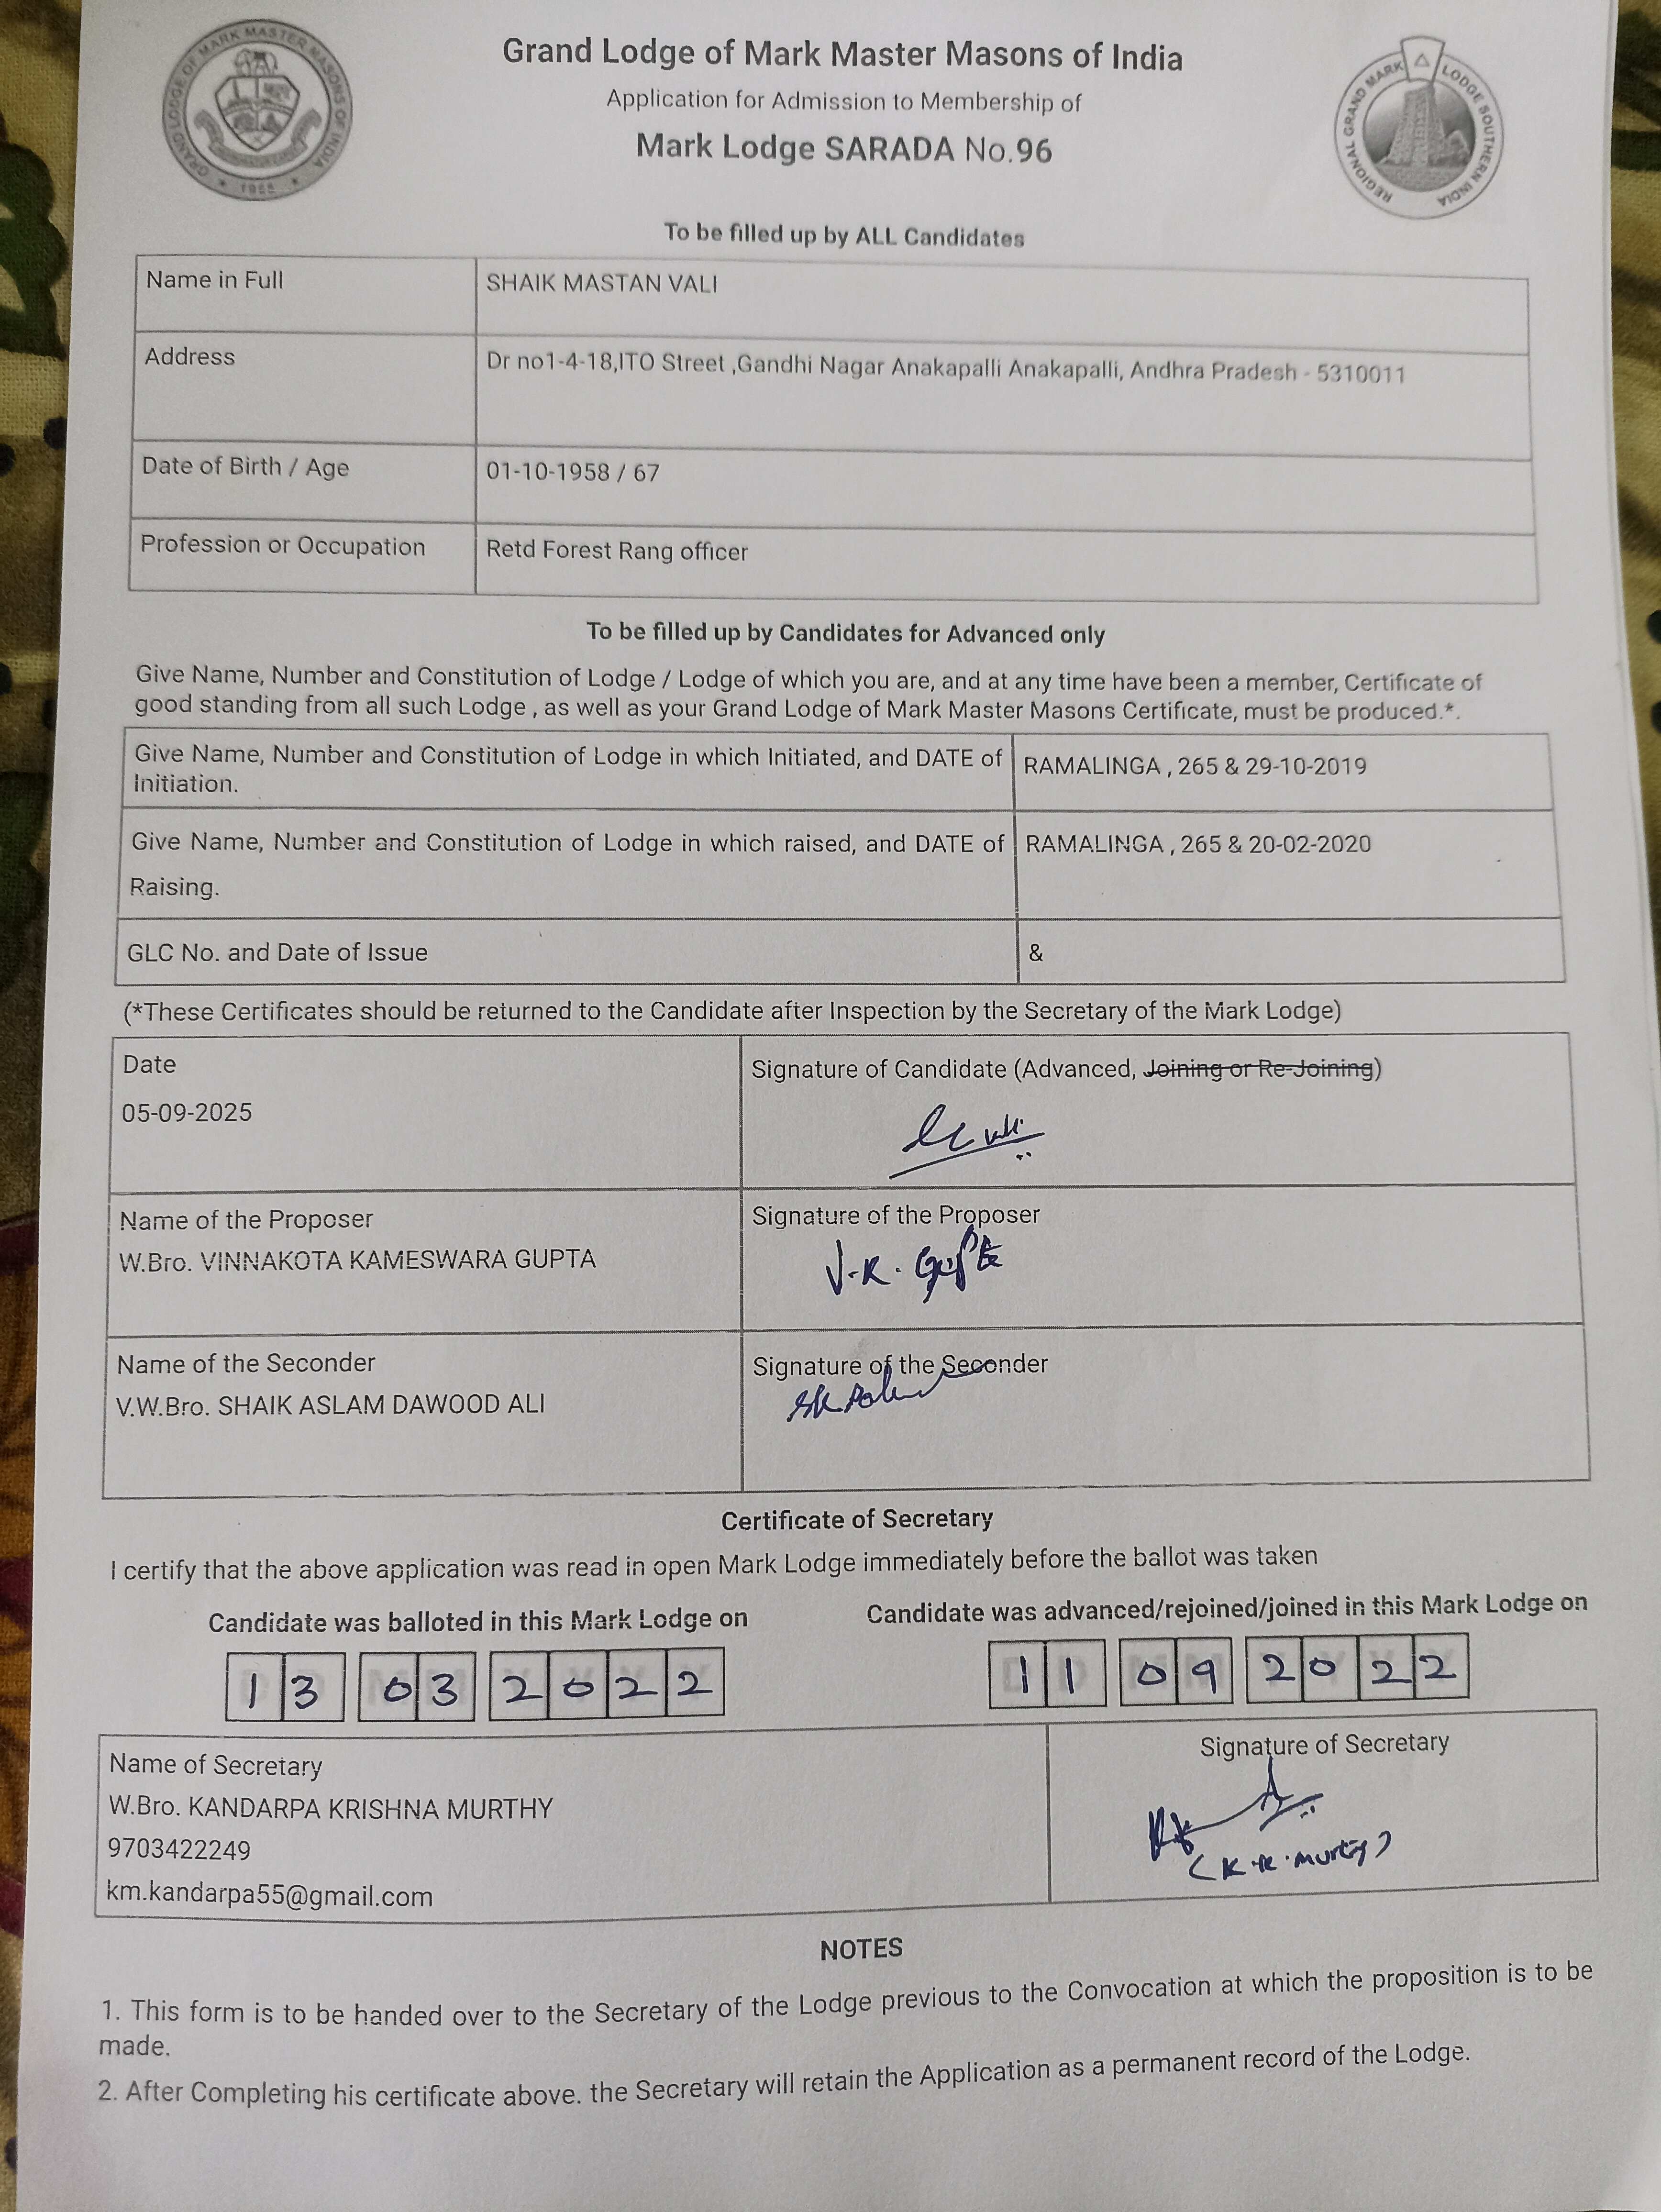 GRAND LODGE OF MARK MASTER MASONS OF INDIA
1965
REGIONAL GRAND MARK LODGE SOUTHERN INDIA
Grand Lodge of Mark Master Masons of India
Application for Admission to Membership of
Mark Lodge SARADA No.96
To be filled up by ALL Candidates
Name in Full SHAIK MASTAN VALI
Address Dr no1-4-18,ITO Street ,Gandhi Nagar Anakapalli Anakapalli, Andhra Pradesh - 5310011
Date of Birth / Age 01-10-1958 / 67
Profession or Occupation Retd Forest Rang officer
To be filled up by Candidates for Advanced only
Give Name, Number and Constitution of Lodge / Lodge of which you are, and at any time have been a member, Certificate of
good standing from all such Lodge , as well as your Grand Lodge of Mark Master Masons Certificate, must be produced.*.
Give Name, Number and Constitution of Lodge in which Initiated, and DATE of
Initiation.
RAMALINGA , 265 & 29-10-2019
Give Name, Number and Constitution of Lodge in which raised, and DATE of
Raising.
RAMALINGA , 265 & 20-02-2020
GLC No. and Date of Issue &
(*These Certificates should be returned to the Candidate after Inspection by the Secretary of the Mark Lodge)
Date
05-09-2025
Signature of Candidate (Advanced, Joining or Re-Joining)
Name of the Proposer
W.Bro. VINNAKOTA KAMESWARA GUPTA
Signature of the Proposer
V.K. Gupta
Name of the Seconder
V.W.Bro. SHAIK ASLAM DAWOOD ALI
Signature of the Seconder
Certificate of Secretary
I certify that the above application was read in open Mark Lodge immediately before the ballot was taken
Candidate was balloted in this Mark Lodge on
13 03 2022
Candidate was advanced/rejoined/joined in this Mark Lodge on
11 09 2022
Name of Secretary
W.Bro. KANDARPA KRISHNA MURTHY
9703422249
km.kandarpa55@gmail.com
Signature of Secretary
(K.K.Murthy)
NOTES
1. This form is to be handed over to the Secretary of the Lodge previous to the Convocation at which the proposition is to be
made.
2. After Completing his certificate above. the Secretary will retain the Application as a permanent record of the Lodge.